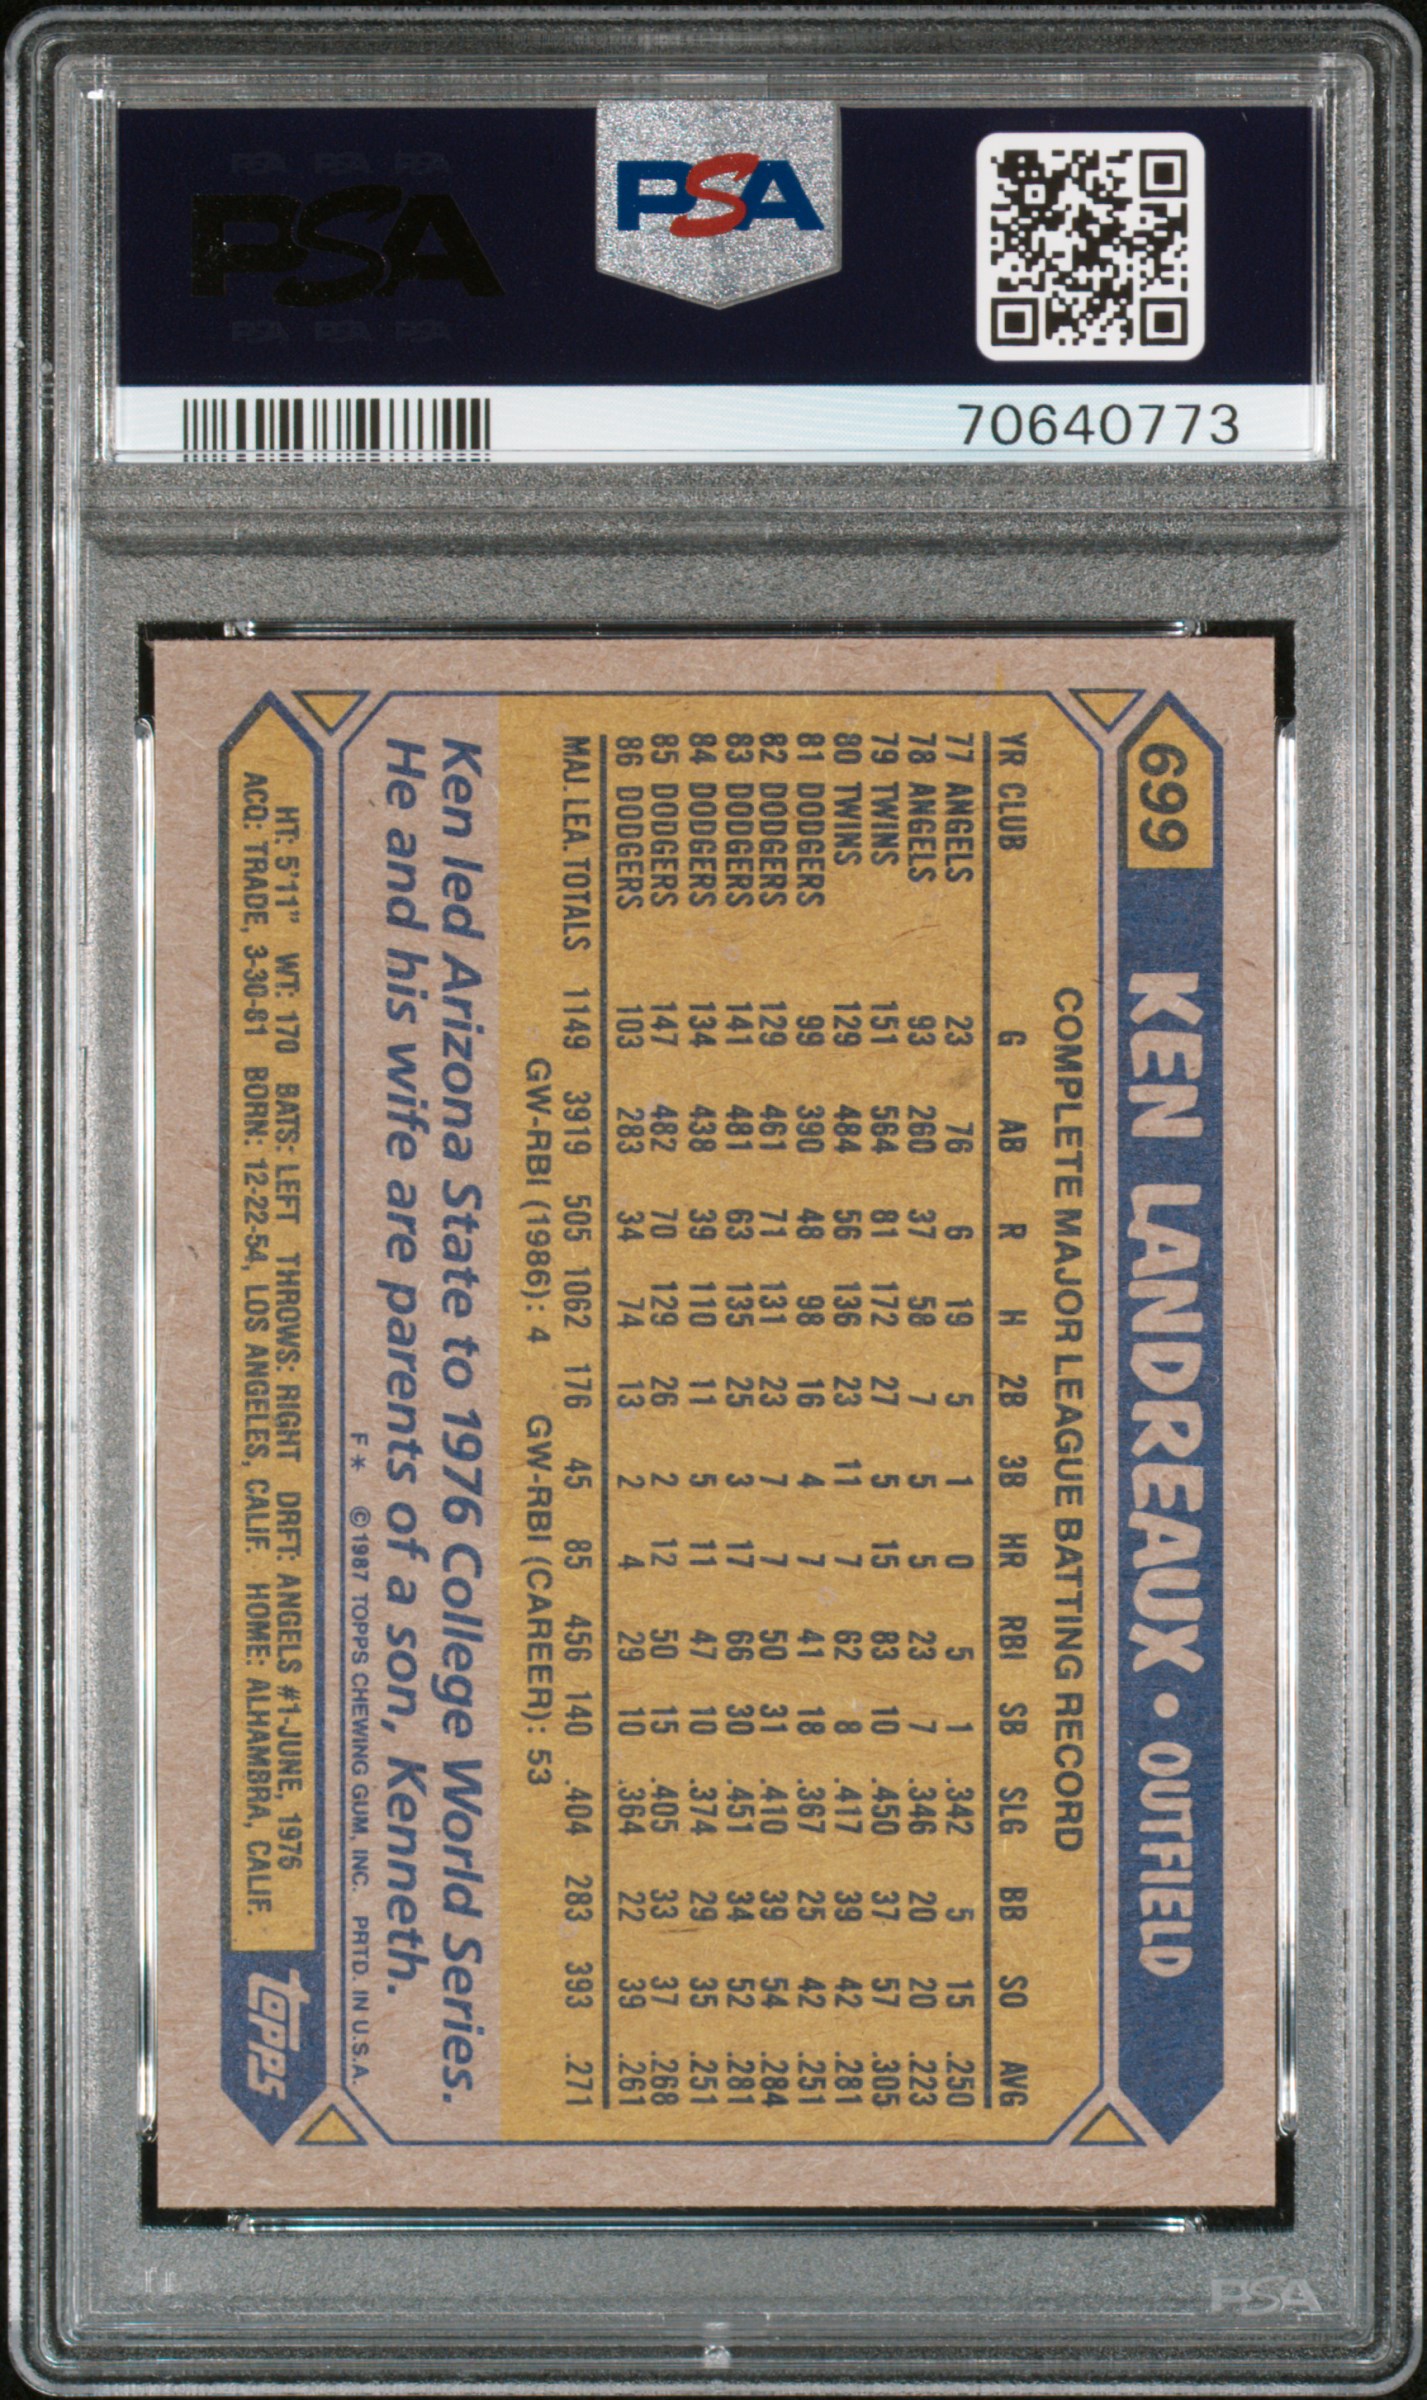 PSA PSA PSA
PSA
PSA PSA PSA
PSA
70640773
699 KEN LANDREAUX • OUTFIELD
COMPLETE MAJOR LEAGUE BATTING RECORD
YR CLUB G AB R H 2B 3B HR RBI SB SLG BB SO AVG
77 ANGELS 23 76 6 19 5 1 0 5 1 .342 5 15 .250
78 ANGELS 93 260 37 58 7 5 5 23 7 .346 20 20 .223
79 TWINS 151 564 81 172 27 5 15 83 10 .450 37 57 .305
80 TWINS 129 484 56 136 23 11 7 62 8 .417 39 42 .281
81 DODGERS 99 390 48 98 16 4 7 41 18 .367 25 42 .251
82 DODGERS 129 461 71 131 23 7 7 50 31 .410 39 54 .284
83 DODGERS 141 481 63 135 25 3 17 66 30 .451 34 52 .281
84 DODGERS 134 438 39 110 11 5 11 47 10 .374 29 35 .251
85 DODGERS 147 482 70 129 26 2 12 50 15 .405 33 37 .268
86 DODGERS 103 283 34 74 13 2 4 29 10 .364 22 39 .261
MAJ. LEA. TOTALS 1149 3919 505 1062 176 45 85 456 140 .404 283 393 .271
GW-RBI (1986): 4 GW-RBI (CAREER): 53
Ken led Arizona State to 1976 College World Series.
He and his wife are parents of a son, Kenneth.
F* ©1987 TOPPS CHEWING GUM, INC. PRTD. IN U.S.A.
HT: 5'11" WT: 170 BATS: LEFT THROWS: RIGHT DRFT: ANGELS #1-JUNE, 1976
ACQ: TRADE, 3-30-81 BORN: 12-22-54, LOS ANGELES, CALIF. HOME: ALHAMBRA, CALIF.
Topps
PSA